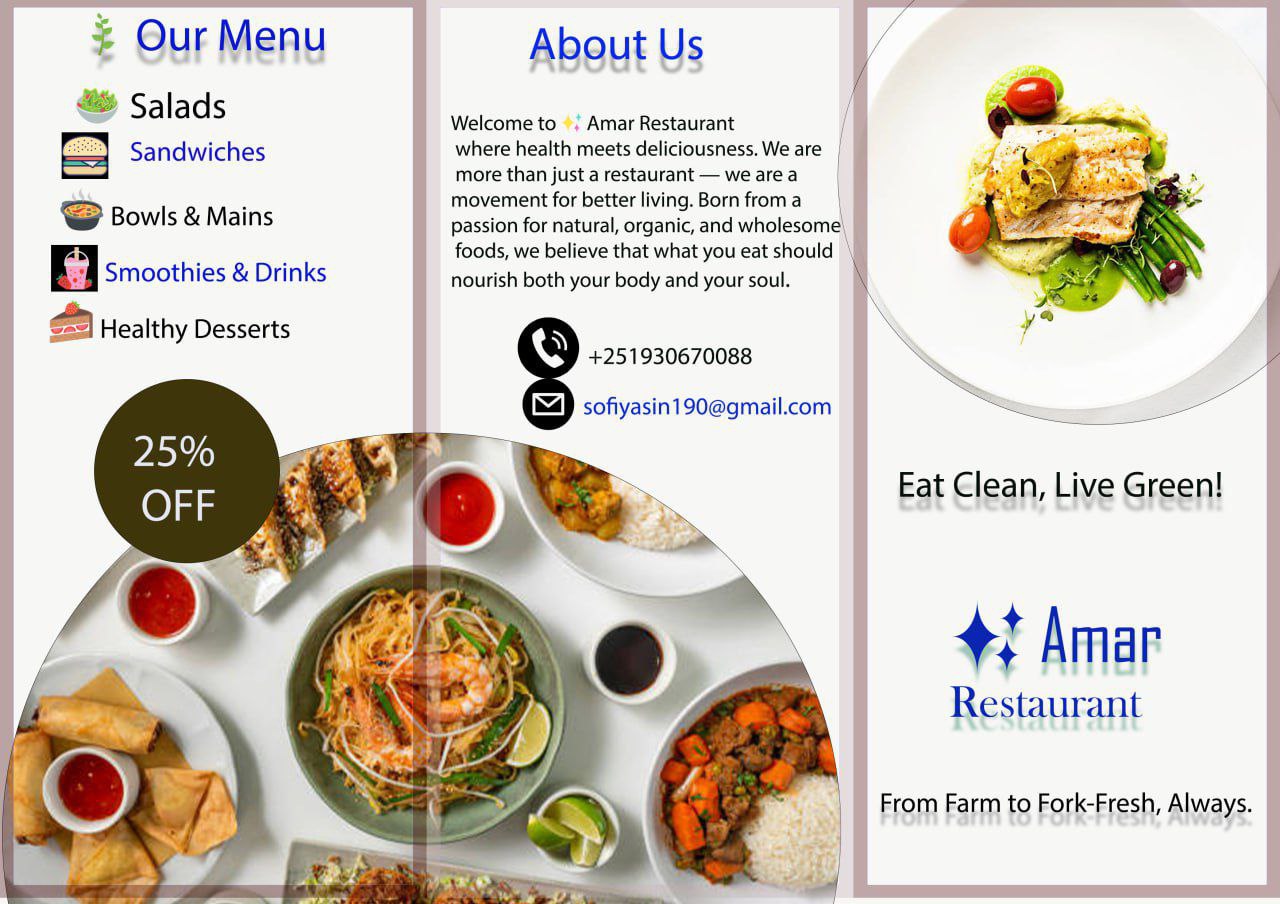 Our Menu
Salads
Sandwiches
Bowls & Mains
Smoothies & Drinks
Healthy Desserts
25%
OFF
About Us
Welcome to Amar Restaurant
where health meets deliciousness. We are
more than just a restaurant — we are a
movement for better living. Born from a
passion for natural, organic, and wholesome
foods, we believe that what you eat should
nourish both your body and your soul.
+251930670088
sofiyasin190@gmail.com
Eat Clean, Live Green!
Amar
Restaurant
From Farm to Fork-Fresh, Always.